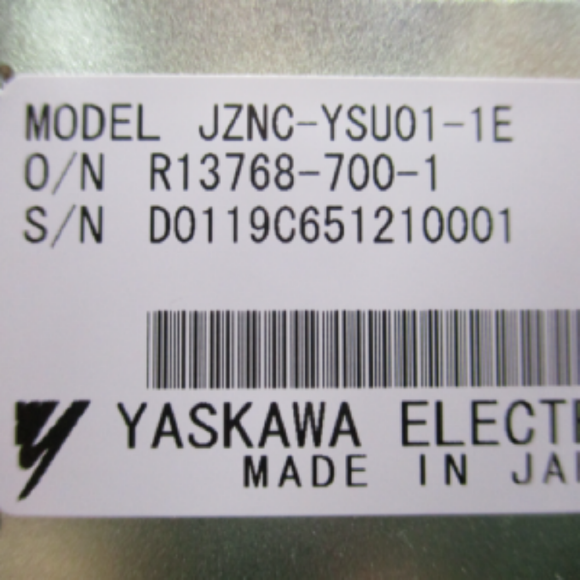 MODEL JZNC-YSU01-1E
O/N R13768-700-1
S/N D0119C651210001
YASKAWA ELECT
MADE IN JA